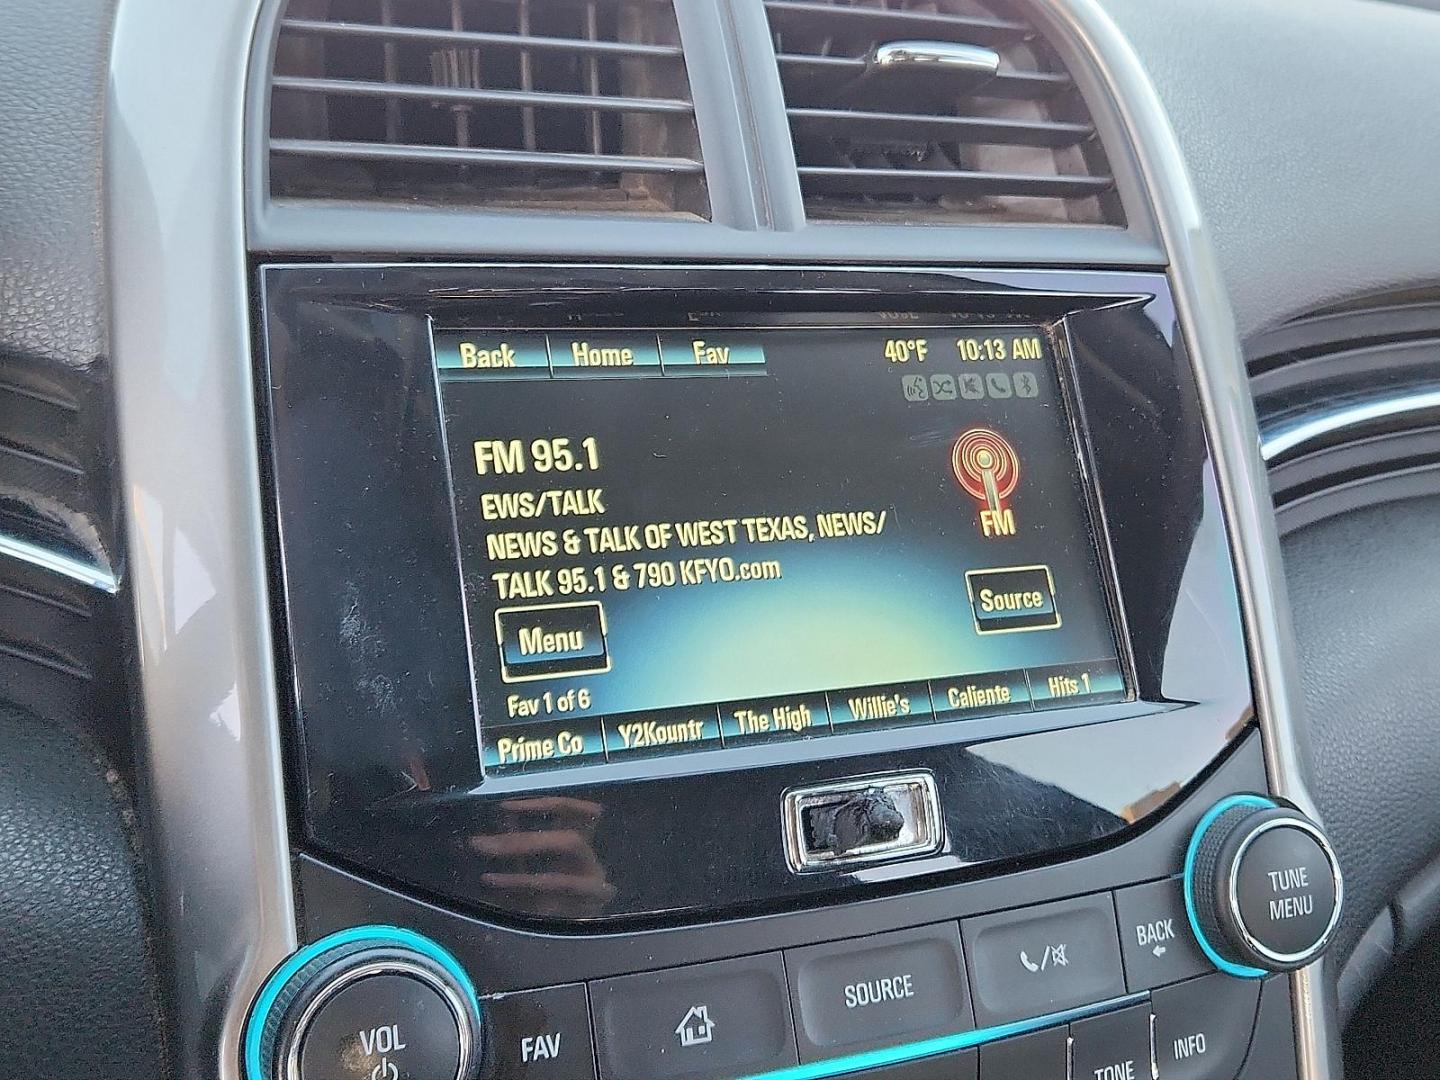 Back Home Fav 40°F 10:13 AM
FM 95.1
EWS/TALK
NEWS & TALK OF WEST TEXAS, NEWS/
TALK 95.1 & 790 KFYO.com
FM
Menu Source
Fav 1 of 6
Prime Co Y2Kountr The High Willie's Caliente Hits 1
TUNE
MENU
VOL
FAV SOURCE BACK
TONE INFO